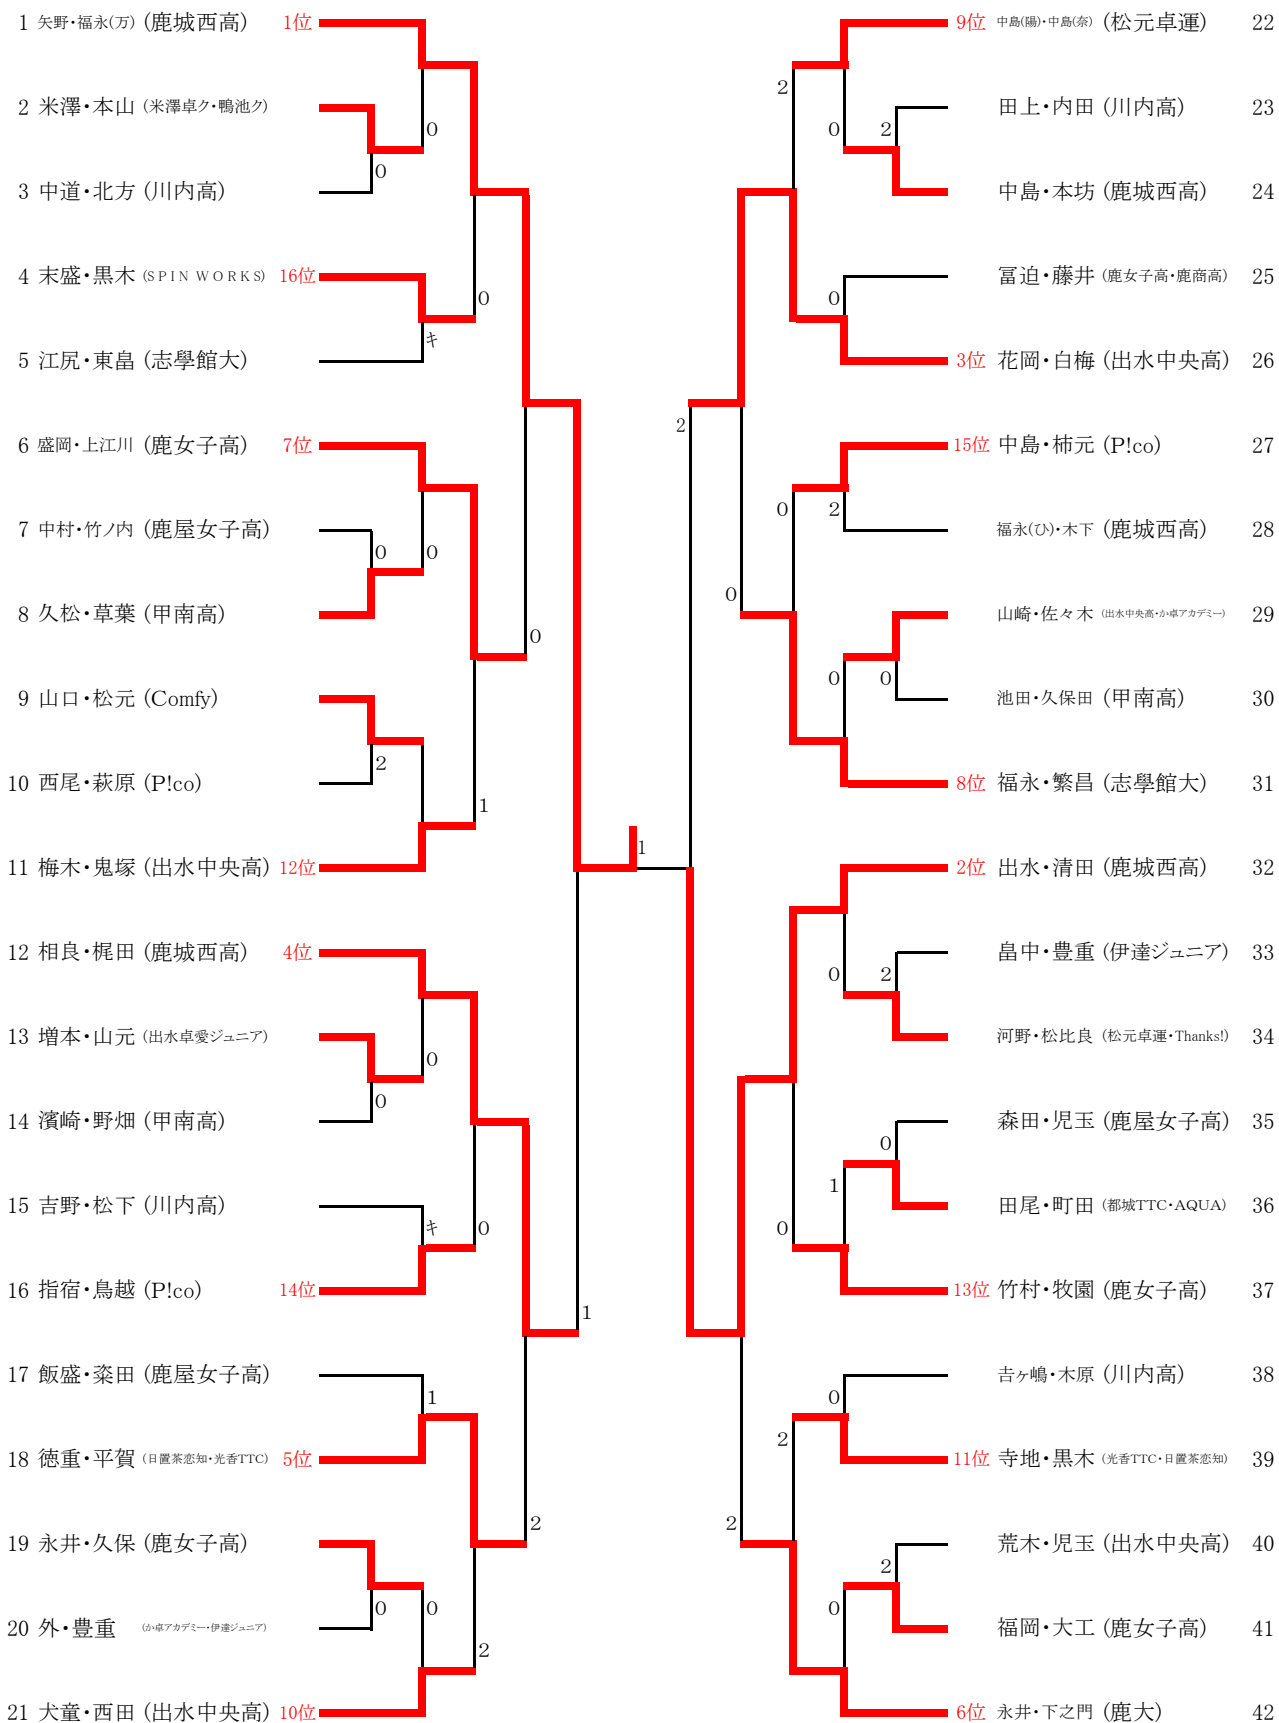 1 矢野・福永(万) (鹿城西高) 1位
2 米澤・本山 (米澤卓ク・鴨池ク)
0
0
3 中道・北方 (川内高)
4 末盛・黒木 (SPIN WORKS) 16位
0
キ
5 江尻・東畠 (志學館大)
6 盛岡・上江川 (鹿女子高) 7位
7 中村・竹ノ内 (鹿屋女子高)
0
0
8 久松・草葉 (甲南高)
0
9 山口・松元 (Comfy)
2
10 西尾・萩原 (P!co)
1
11 梅木・鬼塚 (出水中央高) 12位
1
12 相良・梶田 (鹿城西高) 4位
13 増本・山元 (出水卓愛ジュニア)
0
0
14 濱崎・野畑 (甲南高)
15 吉野・松下 (川内高)
キ
0
16 指宿・鳥越 (P!co) 14位
1
17 飯盛・桒田 (鹿屋女子高)
1
18 徳重・平賀 (日置茶恋知・光香TTC) 5位
2
19 永井・久保 (鹿女子高)
0
0
20 外・豊重 (か卓アカデミー・伊達ジュニア)
2
21 犬童・西田 (出水中央高) 10位
9位 中島(陽)・中島(奈) (松元卓運) 22
2
田上・内田 (川内高) 23
0
2
中島・本坊 (鹿城西高) 24
冨迫・藤井 (鹿女子高・鹿商高) 25
0
3位 花岡・白梅 (出水中央高) 26
2
15位 中島・柿元 (P!co) 27
0
2
福永(ひ)・木下 (鹿城西高) 28
0
山崎・佐々木 (出水中央高・か卓アカデミー) 29
0
0
池田・久保田 (甲南高) 30
8位 福永・繁昌 (志學館大) 31
2位 出水・清田 (鹿城西高) 32
畠中・豊重 (伊達ジュニア) 33
0
2
河野・松比良 (松元卓運・Thanks!) 34
森田・児玉 (鹿屋女子高) 35
0
1
田尾・町田 (都城TTC・AQUA) 36
0
13位 竹村・牧園 (鹿女子高) 37
𠮷ヶ嶋・木原 (川内高) 38
0
2
11位 寺地・黒木 (光香TTC・日置茶恋知) 39
2
荒木・児玉 (出水中央高) 40
2
0
福岡・大工 (鹿女子高) 41
6位 永井・下之門 (鹿大) 42